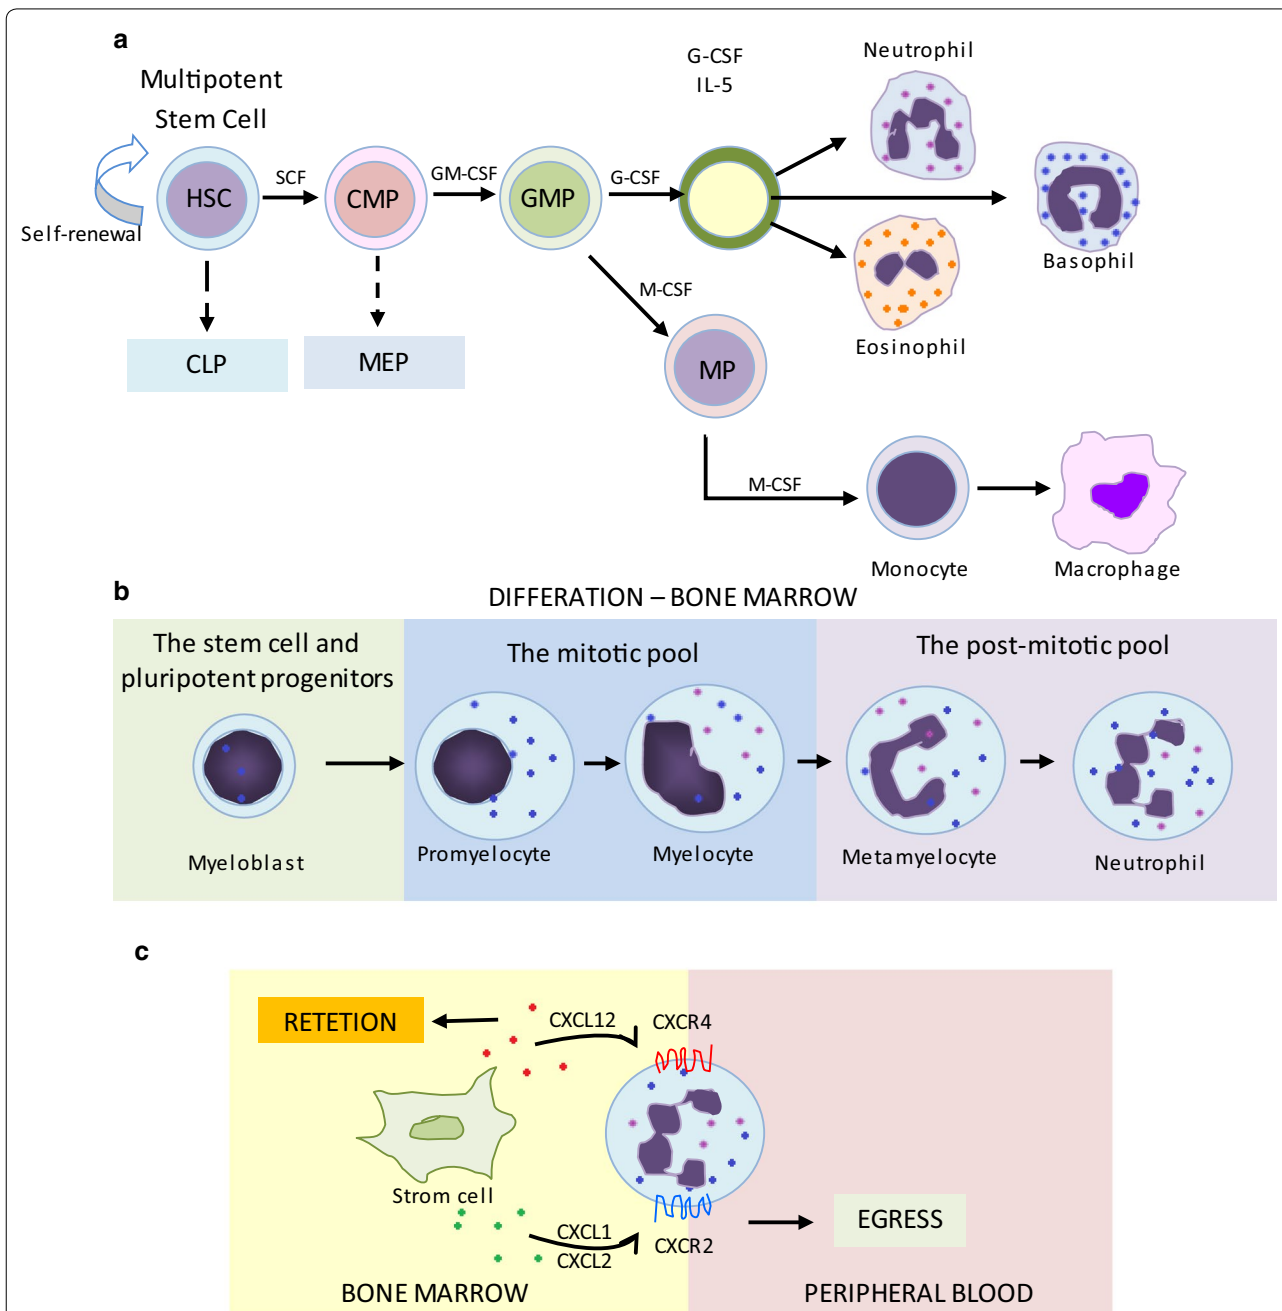 a
Multipotent
Stem Cell
Self-renewal
HSC
SCF
CMP
GM-CSF
GMP
G-CSF
G-CSF
IL-5
Neutrophil
Basophil
Eosinophil
CLP
MEP
M-CSF
MP
M-CSF
Monocyte
Macrophage
b
DIFFERATION – BONE MARROW
The stem cell and
pluripotent progenitors
The mitotic pool
The post-mitotic pool
Myeloblast
Promyelocyte
Myelocyte
Metamyelocyte
Neutrophil
c
RETETION
CXCL12
CXCR4
Strom cell
CXCL1
CXCL2
CXCR2
EGRESS
BONE MARROW
PERIPHERAL BLOOD